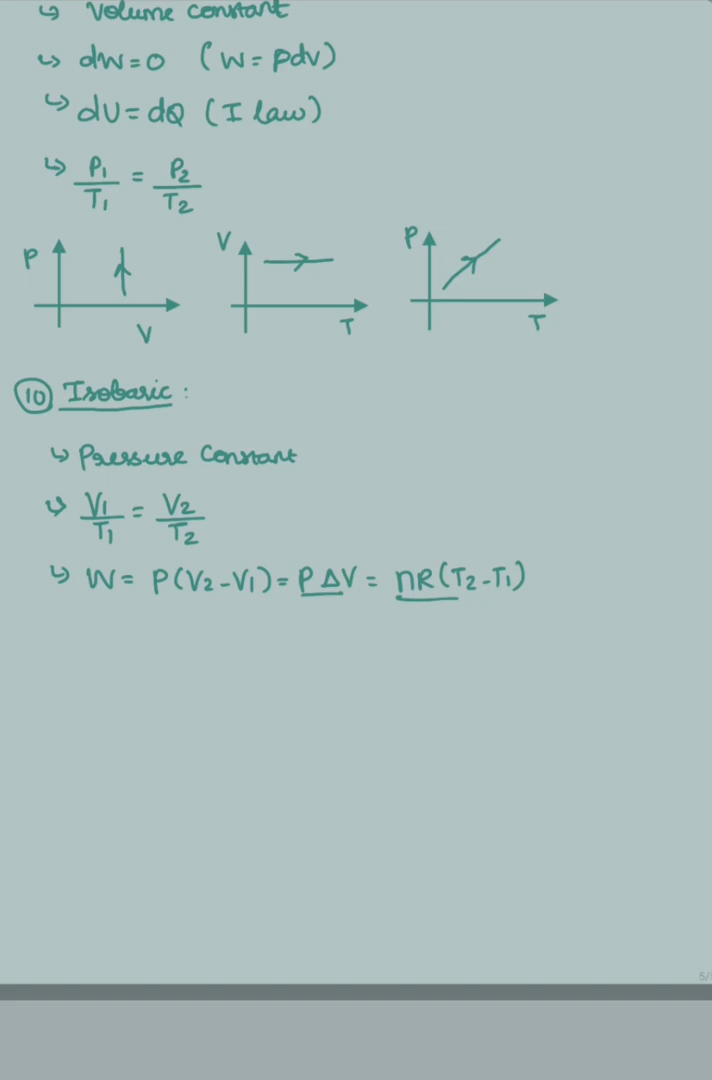 ↪ Volume constant
↪ dW=0 (W=pdv)
↪ dU=dQ (I law)
↪ P₁/T₁ = P₂/T₂
P V V T P T
10 Isobaric :
↪ Pressure Constant
↪ V₁/T₁ = V₂/T₂
↪ W= P(V₂-V₁)= P ΔV= nR(T₂-T₁)